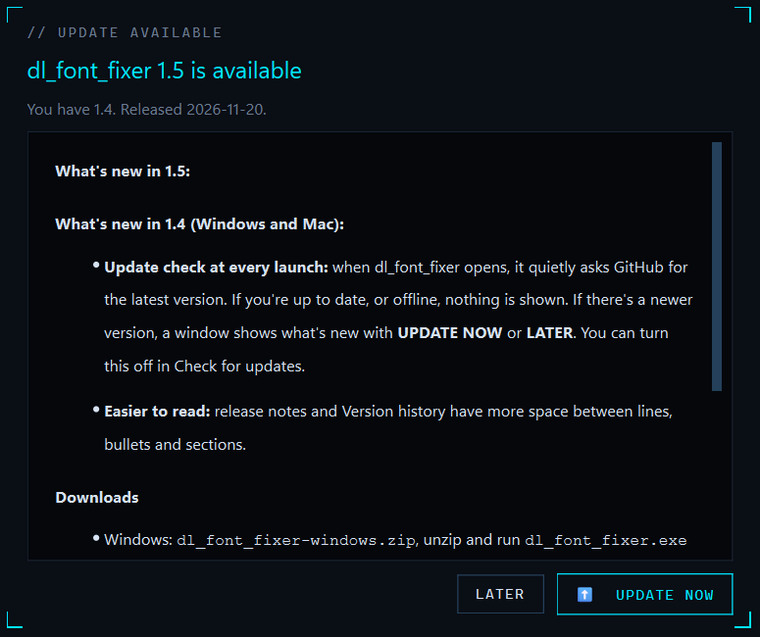 // UPDATE AVAILABLE
dl_font_fixer 1.5 is available
You have 1.4. Released 2026-11-20.
What's new in 1.5:
What's new in 1.4 (Windows and Mac):
• Update check at every launch: when dl_font_fixer opens, it quietly asks GitHub for
the latest version. If you're up to date, or offline, nothing is shown. If there's a newer
version, a window shows what's new with UPDATE NOW or LATER. You can turn
this off in Check for updates.
• Easier to read: release notes and Version history have more space between lines,
bullets and sections.
Downloads
• Windows: dl_font_fixer-windows.zip, unzip and run dl_font_fixer.exe
LATER
⬆️ UPDATE NOW